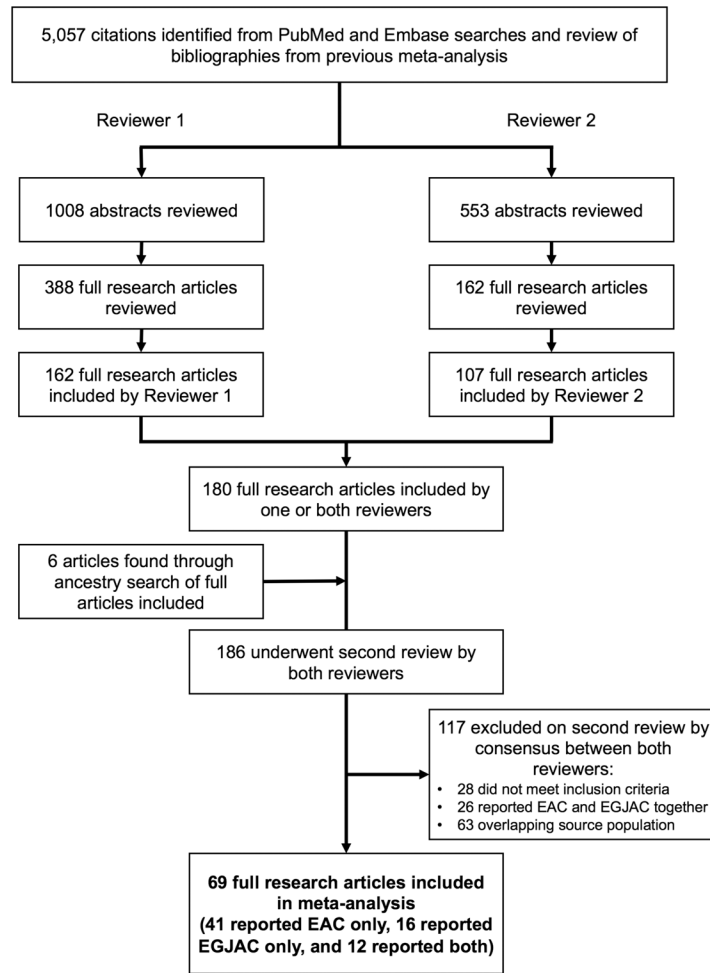 5,057 citations identified from PubMed and Embase searches and review of
bibliographies from previous meta-analysis
Reviewer 1
Reviewer 2
1008 abstracts reviewed
553 abstracts reviewed
388 full research articles
reviewed
162 full research articles
reviewed
162 full research articles
included by Reviewer 1
107 full research articles
included by Reviewer 2
180 full research articles included by
one or both reviewers
6 articles found through
ancestry search of full
articles included
186 underwent second review by
both reviewers
117 excluded on second review by
consensus between both
reviewers:
• 28 did not meet inclusion criteria
• 26 reported EAC and EGJAC together
• 63 overlapping source population
69 full research articles included
in meta-analysis
(41 reported EAC only, 16 reported
EGJAC only, and 12 reported both)